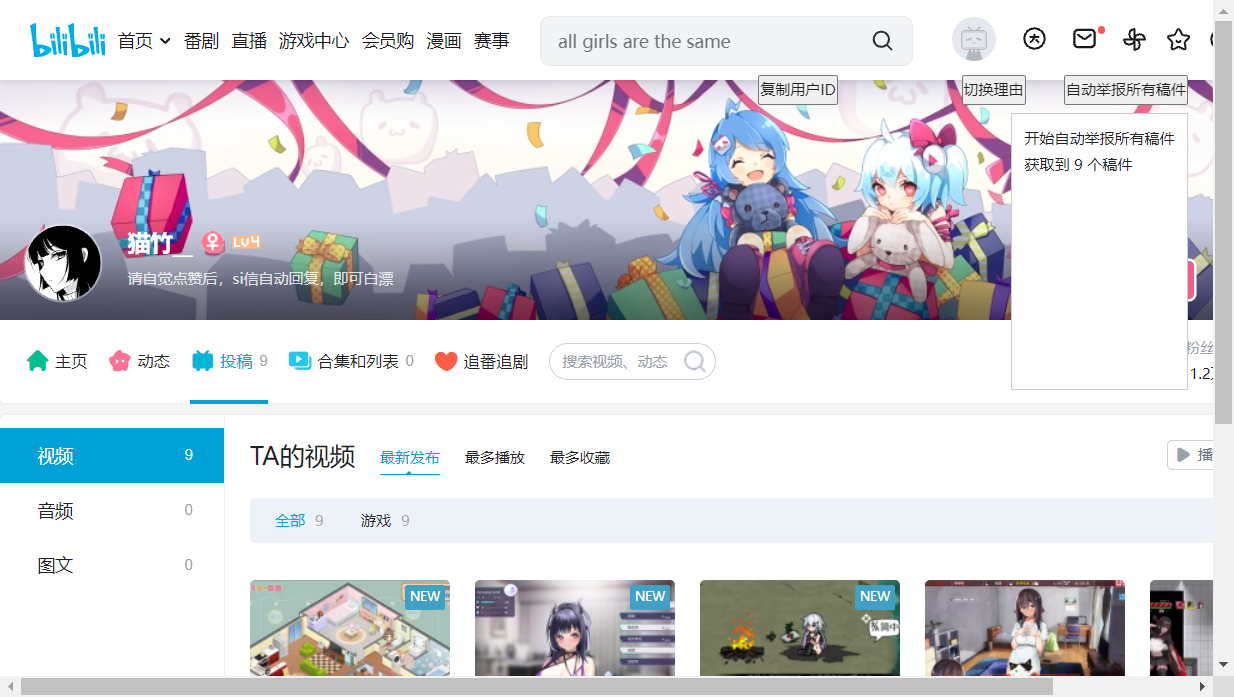 bilibili 首页 番剧 直播 游戏中心 会员购 漫画 赛事 all girls are the same
复制用户ID 切换理由 自动举报所有稿件
开始自动举报所有稿件
获取到 9 个稿件
猫竹__ LV4
请自觉点赞后，si信自动回复，即可白漂
主页 动态 投稿 9 合集和列表 0 追番追剧 搜索视频、动态 粉丝
1.2
视频 9
音频 0
图文 0
TA的视频 最新发布 最多播放 最多收藏 播
全部 9 游戏 9
NEW NEW NEW